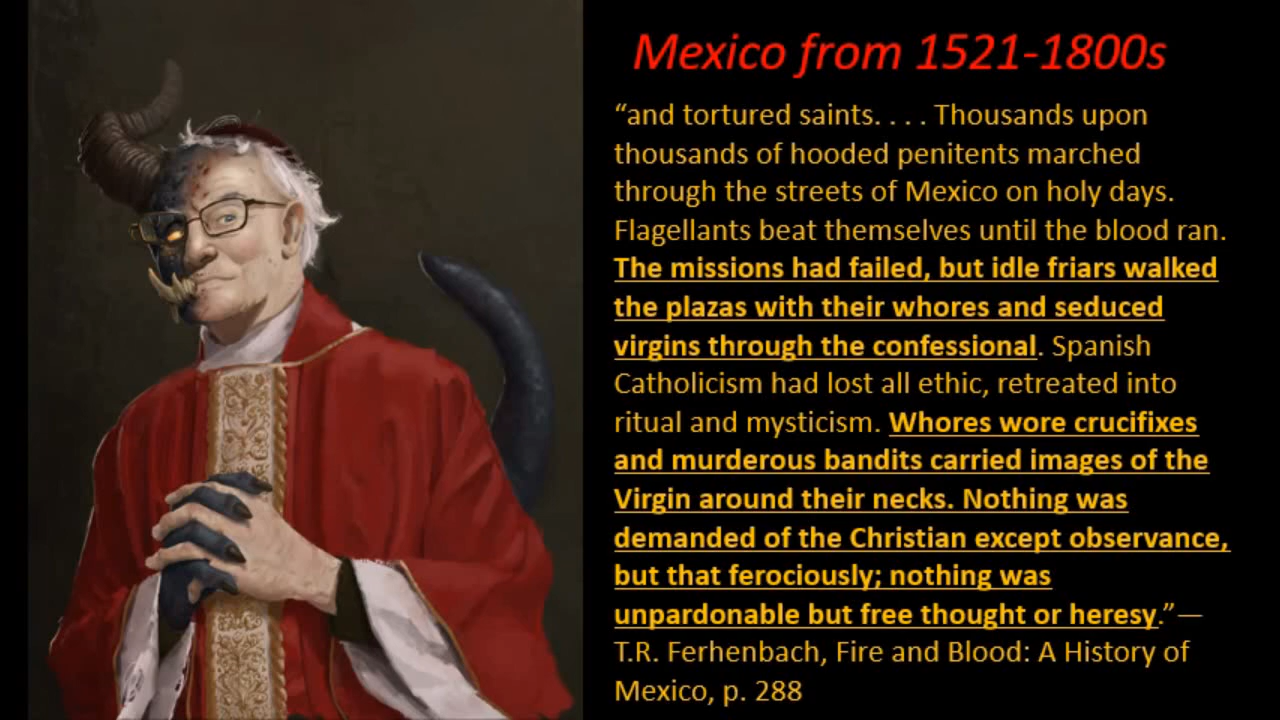 Mexico from 1521-1800s
“and tortured saints. . . . Thousands upon
thousands of hooded penitents marched
through the streets of Mexico on holy days.
Flagellants beat themselves until the blood ran.
The missions had failed, but idle friars walked
the plazas with their whores and seduced
virgins through the confessional. Spanish
Catholicism had lost all ethic, retreated into
ritual and mysticism. Whores wore crucifixes
and murderous bandits carried images of the
Virgin around their necks. Nothing was
demanded of the Christian except observance,
but that ferociously; nothing was
unpardonable but free thought or heresy.”—
T.R. Ferhenbach, Fire and Blood: A History of
Mexico, p. 288